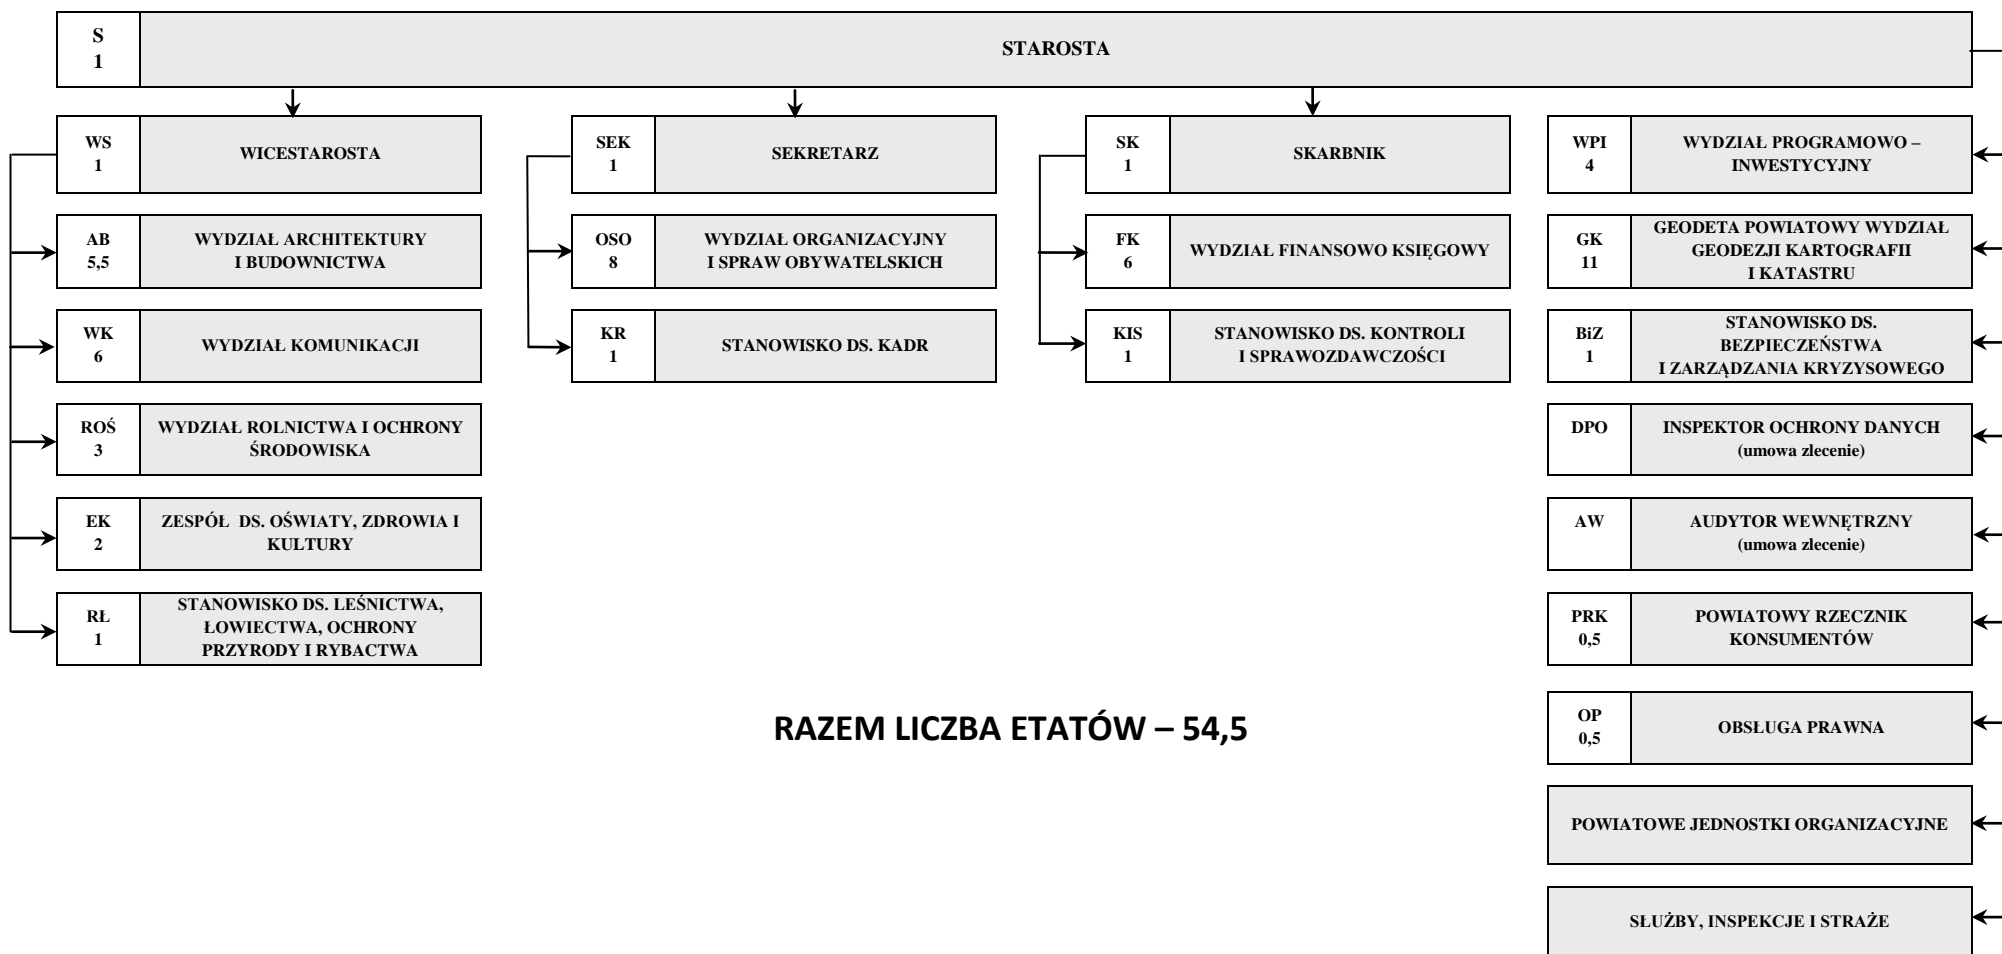 S
1
STAROSTA
WS
1
WICESTAROSTA
AB
5,5
WYDZIAŁ ARCHITEKTURY
I BUDOWNICTWA
WK
6
WYDZIAŁ KOMUNIKACJI
ROŚ
3
WYDZIAŁ ROLNICTWA I OCHRONY
ŚRODOWISKA
EK
2
ZESPÓŁ DS. OŚWIATY, ZDROWIA I
KULTURY
RŁ
1
STANOWISKO DS. LEŚNICTWA,
ŁOWIECTWA, OCHRONY
PRZYRODY I RYBACTWA
SEK
1
SEKRETARZ
OSO
8
WYDZIAŁ ORGANIZACYJNY
I SPRAW OBYWATELSKICH
KR
1
STANOWISKO DS. KADR
SK
1
SKARBNIK
FK
6
WYDZIAŁ FINANSOWO KSIĘGOWY
KIS
1
STANOWISKO DS. KONTROLI
I SPRAWOZDAWCZOŚCI
WPI
4
WYDZIAŁ PROGRAMOWO –
INWESTYCYJNY
GK
11
GEODETA POWIATOWY WYDZIAŁ
GEODEZJI KARTOGRAFII
I KATASTRU
BiZ
1
STANOWISKO DS.
BEZPIECZEŃSTWA
I ZARZĄDZANIA KRYZYSOWEGO
DPO
INSPEKTOR OCHRONY DANYCH
(umowa zlecenie)
AW
AUDYTOR WEWNĘTRZNY
(umowa zlecenie)
PRK
0,5
POWIATOWY RZECZNIK
KONSUMENTÓW
OP
0,5
OBSŁUGA PRAWNA
POWIATOWE JEDNOSTKI ORGANIZACYJNE
SŁUŻBY, INSPEKCJE I STRAŻE
RAZEM LICZBA ETATÓW – 54,5